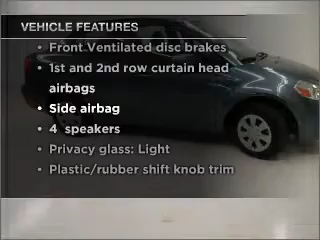 VEHICLE FEATURES
• Front Ventilated disc brakes
• 1st and 2nd row curtain head
airbags
• Side airbag
• 4 speakers
• Privacy glass: Light
• Plastic/rubber shift knob trim